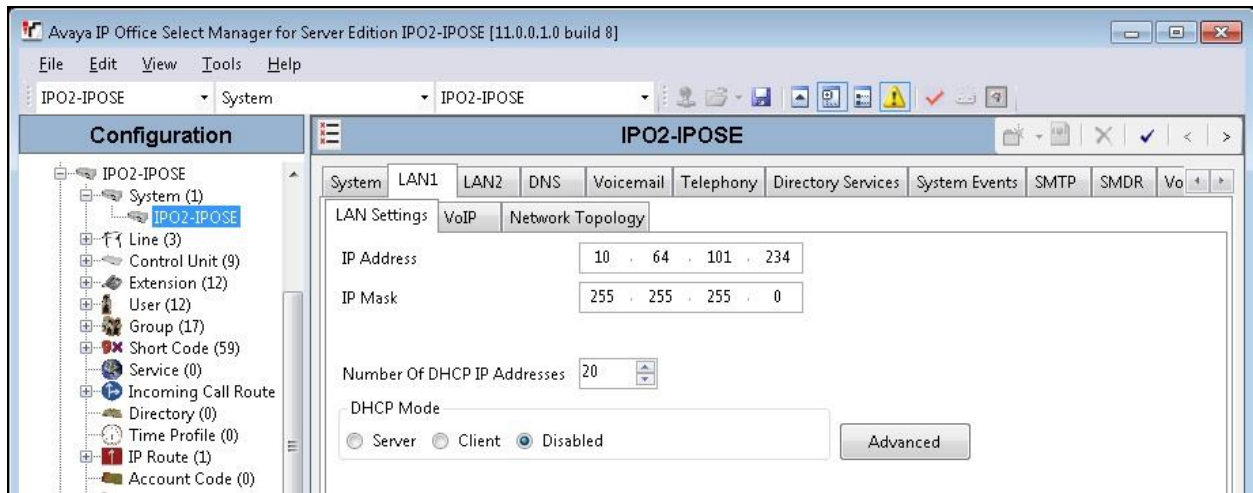 Avaya IP Office Select Manager for Server Edition IPO2-IPOSE [11.0.0.1.0 build 8]
File Edit View Tools Help
IPO2-IPOSE System IPO2-IPOSE
Configuration
IPO2-IPOSE
System (1)
IPO2-IPOSE
Line (3)
Control Unit (9)
Extension (12)
User (12)
Group (17)
Short Code (59)
Service (0)
Incoming Call Route
Directory (0)
Time Profile (0)
IP Route (1)
Account Code (0)
IPO2-IPOSE
System LAN1 LAN2 DNS Voicemail Telephony Directory Services System Events SMTP SMDR Vo
LAN Settings VoIP Network Topology
IP Address 10 . 64 . 101 . 234
IP Mask 255 . 255 . 255 . 0
Number Of DHCP IP Addresses 20
DHCP Mode
Server Client Disabled
Advanced